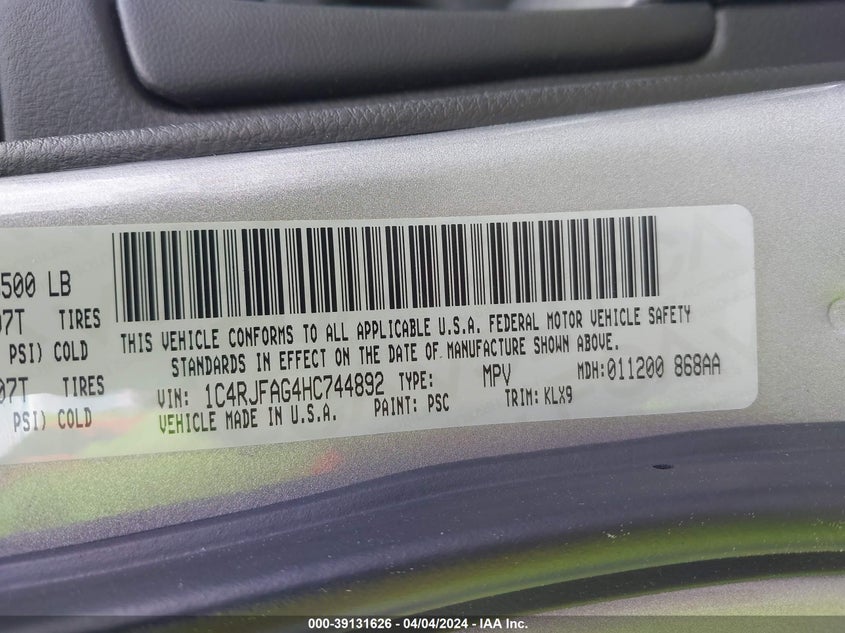 500 LB
07T TIRES
PSI) COLD
07T
PSI) COLD
THIS VEHICLE CONFORMS TO ALL APPLICABLE U.S.A. FEDERAL MOTOR VEHICLE SAFETY
STANDARDS IN EFFECT ON THE DATE OF MANUFACTURE SHOWN ABOVE.
VIN: 1C4RJFAG4HC744892 TYPE: MPV MDH:011200 868AA
VEHICLE MADE IN U.S.A. PAINT: PSC TRIM: KLX9
000-39131626 - 04/04/2024 - IAA Inc.